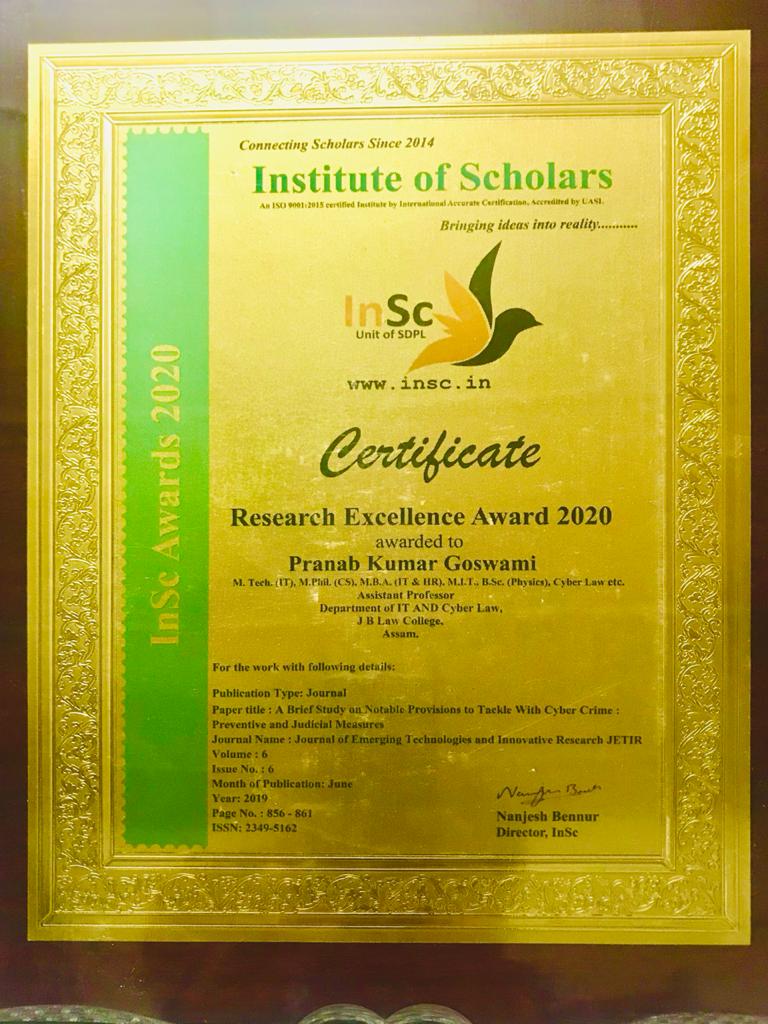 Connecting Scholars Since 2014
Institute of Scholars
An ISO 9001:2015 certified Institute by International Accurate Certification, Accredited by UASL
Bringing ideas into reality...........
InSc
Unit of SDPL
www.insc.in
InSc Awards 2020
Certificate
Research Excellence Award 2020
awarded to
Pranab Kumar Goswami
M. Tech. (IT), M.Phil. (CS), M.B.A. (IT & HR), M.I.T., B.Sc. (Physics), Cyber Law etc.
Assistant Professor
Department of IT AND Cyber Law,
J B Law College,
Assam.
For the work with following details:
Publication Type: Journal
Paper title : A Brief Study on Notable Provisions to Tackle With Cyber Crime :
Preventive and Judicial Measures
Journal Name : Journal of Emerging Technologies and Innovative Research JETIR
Volume : 6
Issue No. : 6
Month of Publication: June
Year: 2019
Page No. : 856 - 861
ISSN: 2349-5162
Nanjesh Bennur
Director, InSc